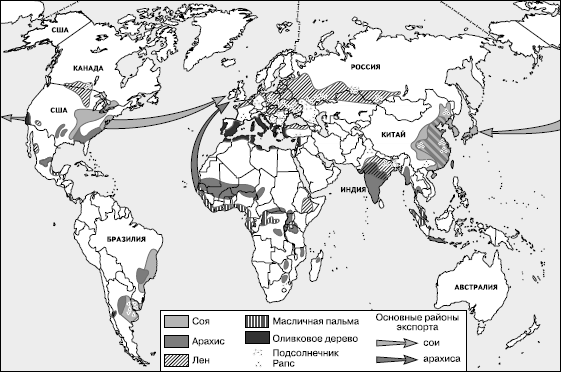 США
КАНАДА
США
РОССИЯ
КИТАЙ
ИНДИЯ
БРАЗИЛИЯ
АВСТРАЛИЯ
Соя
Арахис
Лен
Масличная пальма
Оливковое дерево
Подсолнечник
Рапс
Основные районы
экспорта
сои
арахиса